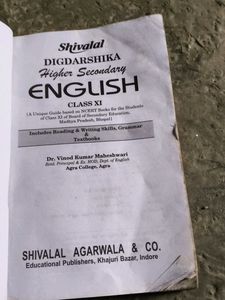 Shivalal
DIGDARSHIKA
Higher Secondary
ENGLISH
CLASS XI
(A Unique Guide based on NCERT Books for the Students
of Class XI of Board of Secondary Education,
Madhya Pradesh, Bhopal)
Includes Reading & Writing Skills, Grammar
&
Textbooks
Dr. Vinod Kumar Maheshwari
Retd. Principal & Ex. HOD, Dept. of English
Agra College, Agra
SHIVALAL AGARWALA & CO.
Educational Publishers, Khajuri Bazar, Indore